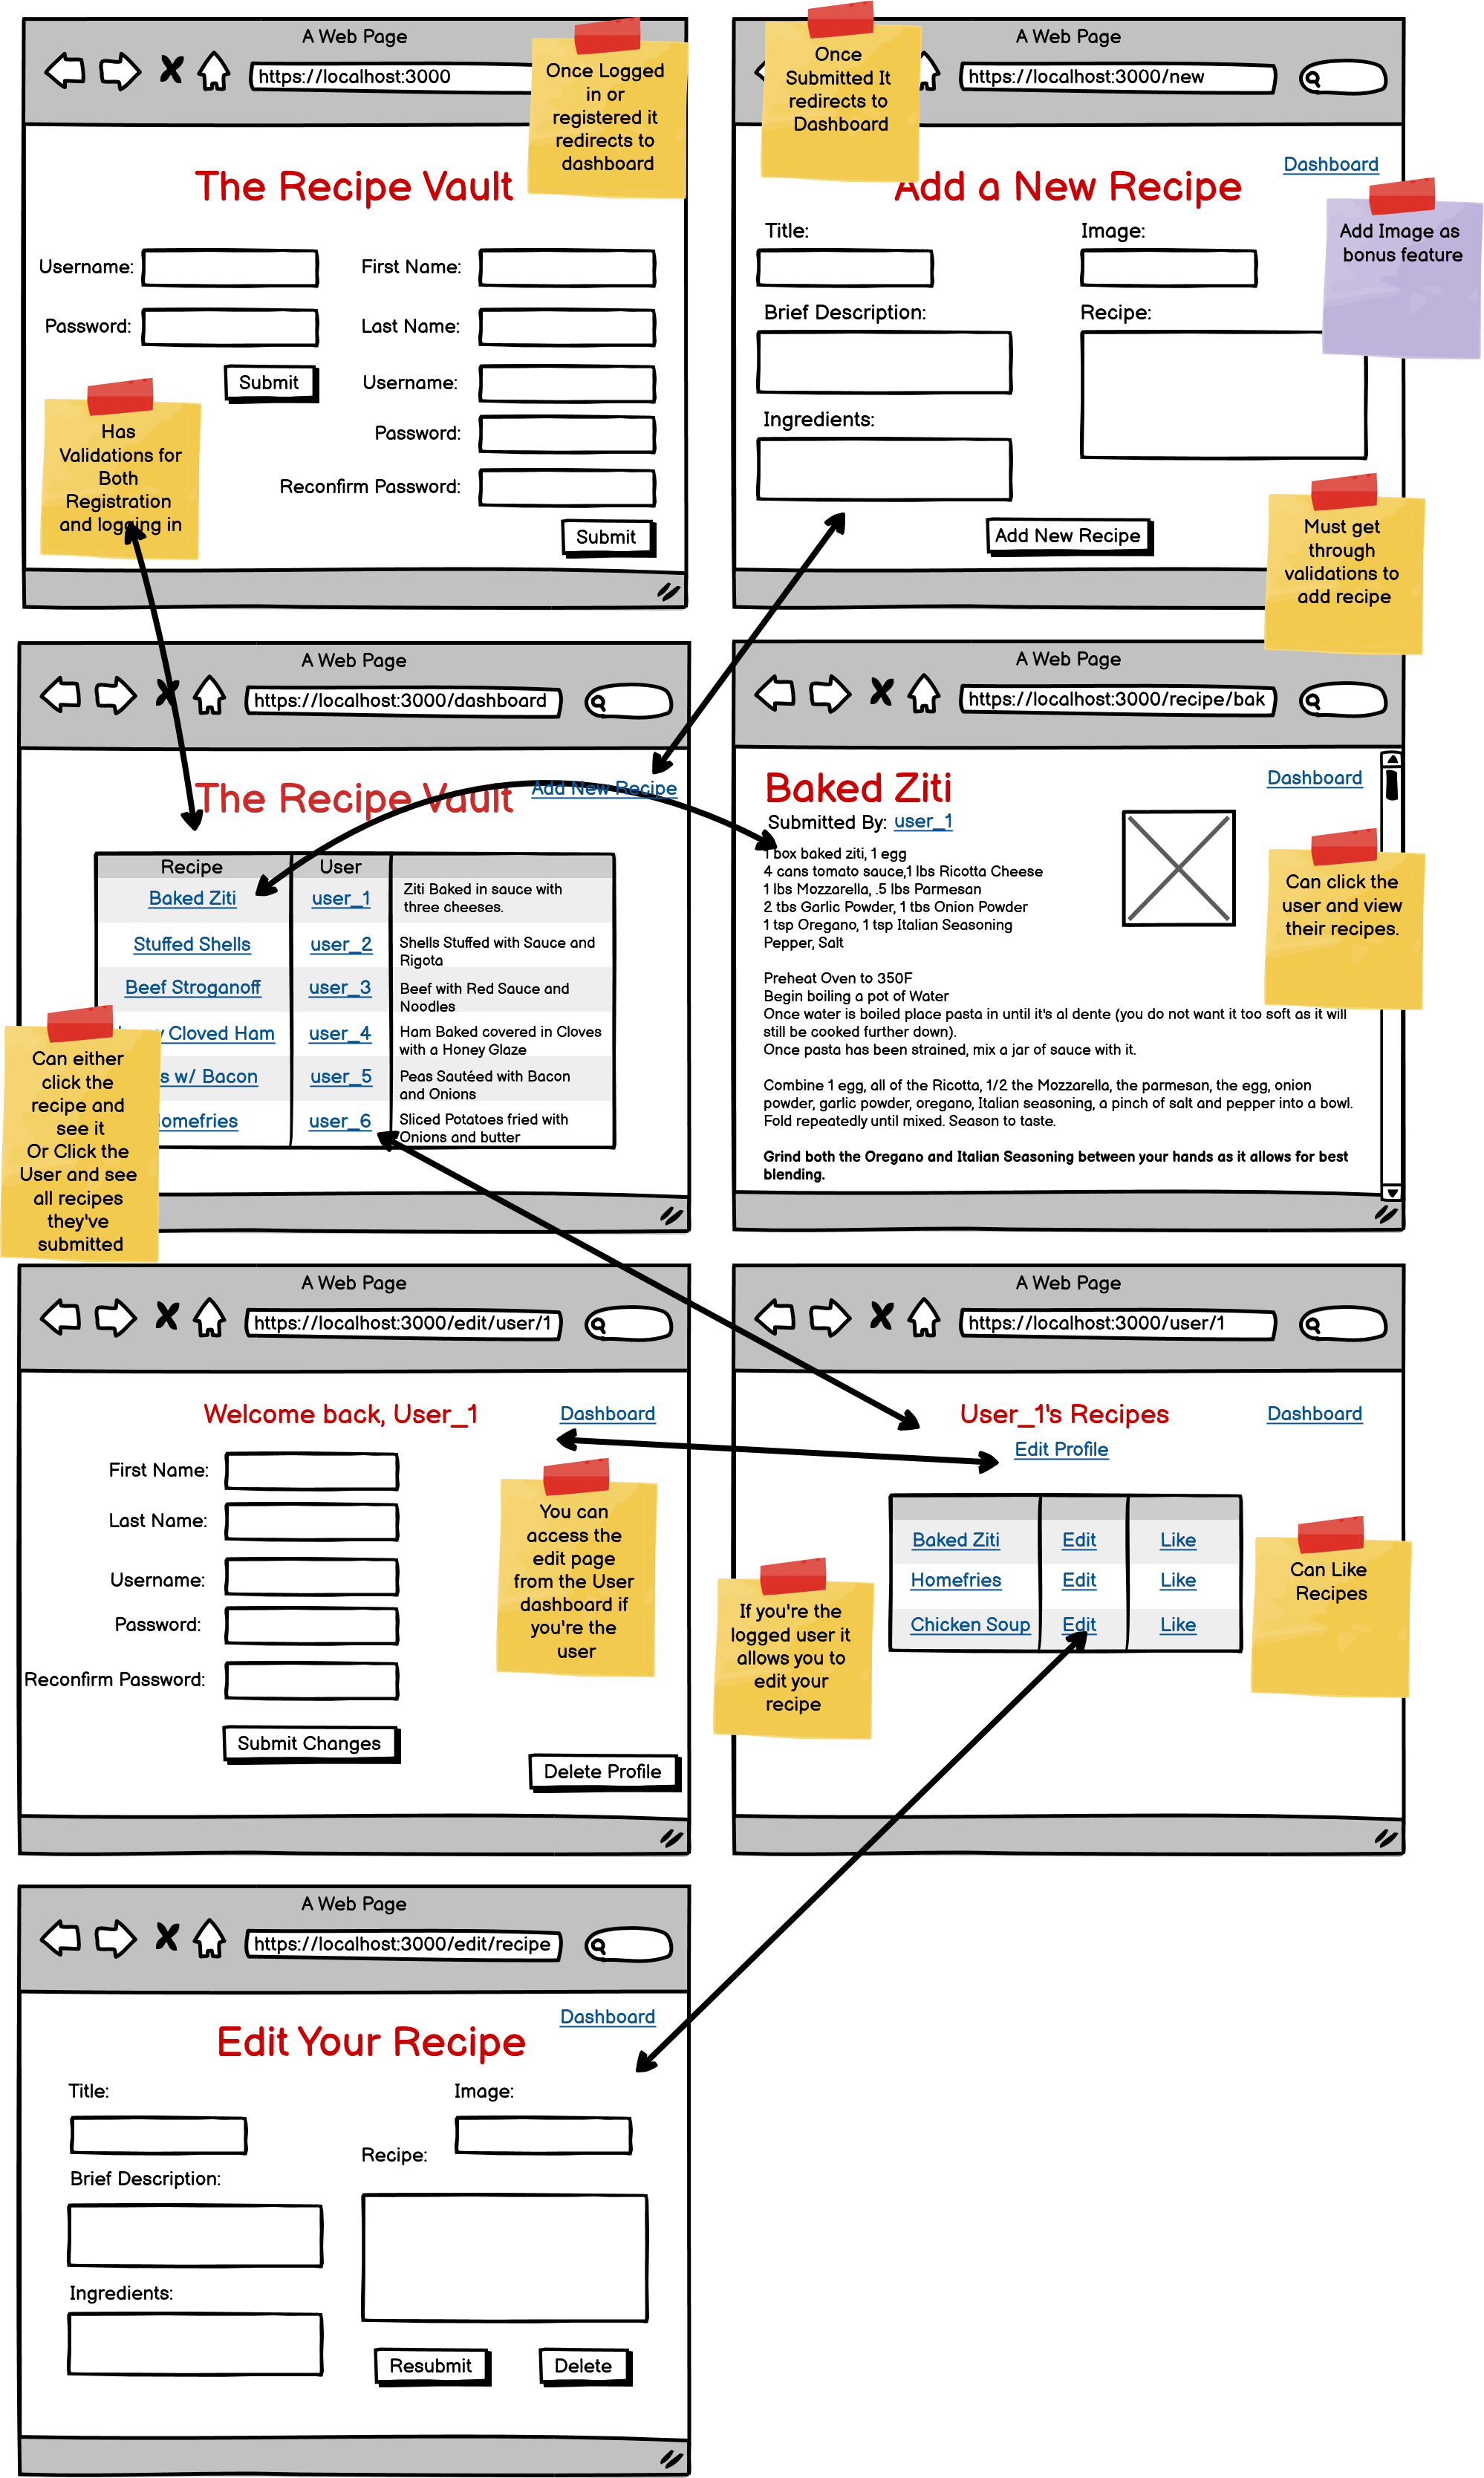 A Web Page
https://localhost:3000
Once Logged
in or
registered it
redirects to
dashboard
The Recipe Vault
Username:
Password:
Submit
First Name:
Last Name:
Username:
Password:
Reconfirm Password:
Submit
Has
Validations for
Both
Registration
and logging in
A Web Page
https://localhost:3000/new
Once
Submitted It
redirects to
Dashboard
Dashboard
Add a New Recipe
Add Image as
bonus feature
Title:
Image:
Brief Description:
Recipe:
Ingredients:
Add New Recipe
Must get
through
validations to
add recipe
A Web Page
https://localhost:3000/dashboard
The Recipe Vault
Add New Recipe
Recipe User
Baked Ziti user_1 Ziti Baked in sauce with
three cheeses.
Stuffed Shells user_2 Shells Stuffed with Sauce and
Rigota
Beef Stroganoff user_3 Beef with Red Sauce and
Noodles
Cloved Ham user_4 Ham Baked covered in Cloves
with a Honey Glaze
w/ Bacon user_5 Peas Sautéed with Bacon
and Onions
omefries user_6 Sliced Potatoes fried with
Onions and butter
Can either
click the
recipe and
see it
Or Click the
User and see
all recipes
they've
submitted
A Web Page
https://localhost:3000/recipe/bak
Baked Ziti
Dashboard
Submitted By: user_1
1 box baked ziti, 1 egg
4 cans tomato sauce,1 lbs Ricotta Cheese
1 lbs Mozzarella, .5 lbs Parmesan
2 tbs Garlic Powder, 1 tbs Onion Powder
1 tsp Oregano, 1 tsp Italian Seasoning
Pepper, Salt
Preheat Oven to 350F
Begin boiling a pot of Water
Once water is boiled place pasta in until it's al dente (you do not want it too soft as it will
still be cooked further down).
Once pasta has been strained, mix a jar of sauce with it.
Combine 1 egg, all of the Ricotta, 1/2 the Mozzarella, the parmesan, the egg, onion
powder, garlic powder, oregano, Italian seasoning, a pinch of salt and pepper into a bowl.
Fold repeatedly until mixed. Season to taste.
Grind both the Oregano and Italian Seasoning between your hands as it allows for best
blending.
Can click the
user and view
their recipes.
A Web Page
https://localhost:3000/edit/user/1
Welcome back, User_1
Dashboard
First Name:
Last Name:
Username:
Password:
Reconfirm Password:
Submit Changes
Delete Profile
You can
access the
edit page
from the User
dashboard if
you're the
user
A Web Page
https://localhost:3000/user/1
User_1's Recipes
Dashboard
Edit Profile
Baked Ziti Edit Like
Homefries Edit Like
Chicken Soup Edit Like
If you're the
logged user it
allows you to
edit your
recipe
Can Like
Recipes
A Web Page
https://localhost:3000/edit/recipe
Dashboard
Edit Your Recipe
Title:
Image:
Recipe:
Brief Description:
Ingredients:
Resubmit
Delete